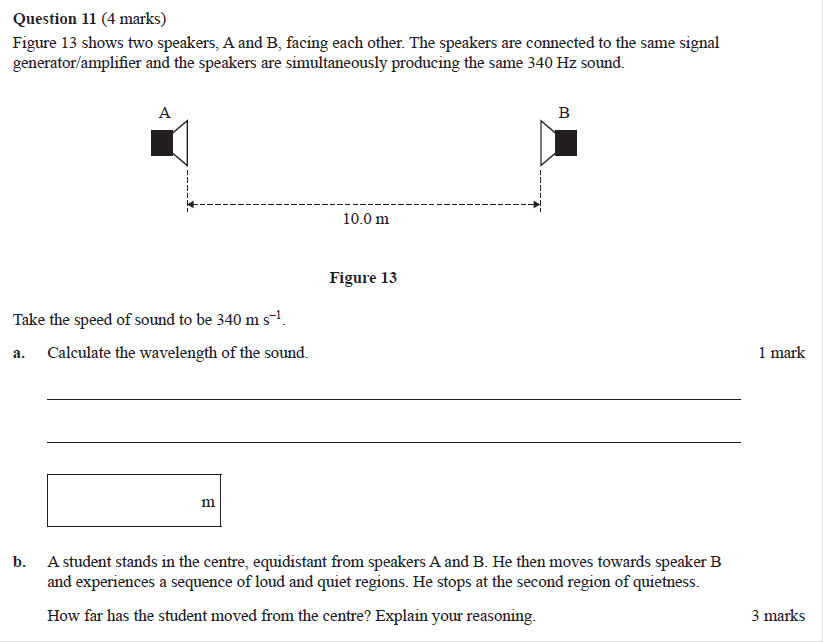 Question 11 (4 marks)
Figure 13 shows two speakers, A and B, facing each other. The speakers are connected to the same signal
generator/amplifier and the speakers are simultaneously producing the same 340 Hz sound.
A B
10.0 m
Figure 13
Take the speed of sound to be 340 m s⁻¹.
a. Calculate the wavelength of the sound. 1 mark
m
b. A student stands in the centre, equidistant from speakers A and B. He then moves towards speaker B
and experiences a sequence of loud and quiet regions. He stops at the second region of quietness.
How far has the student moved from the centre? Explain your reasoning. 3 marks